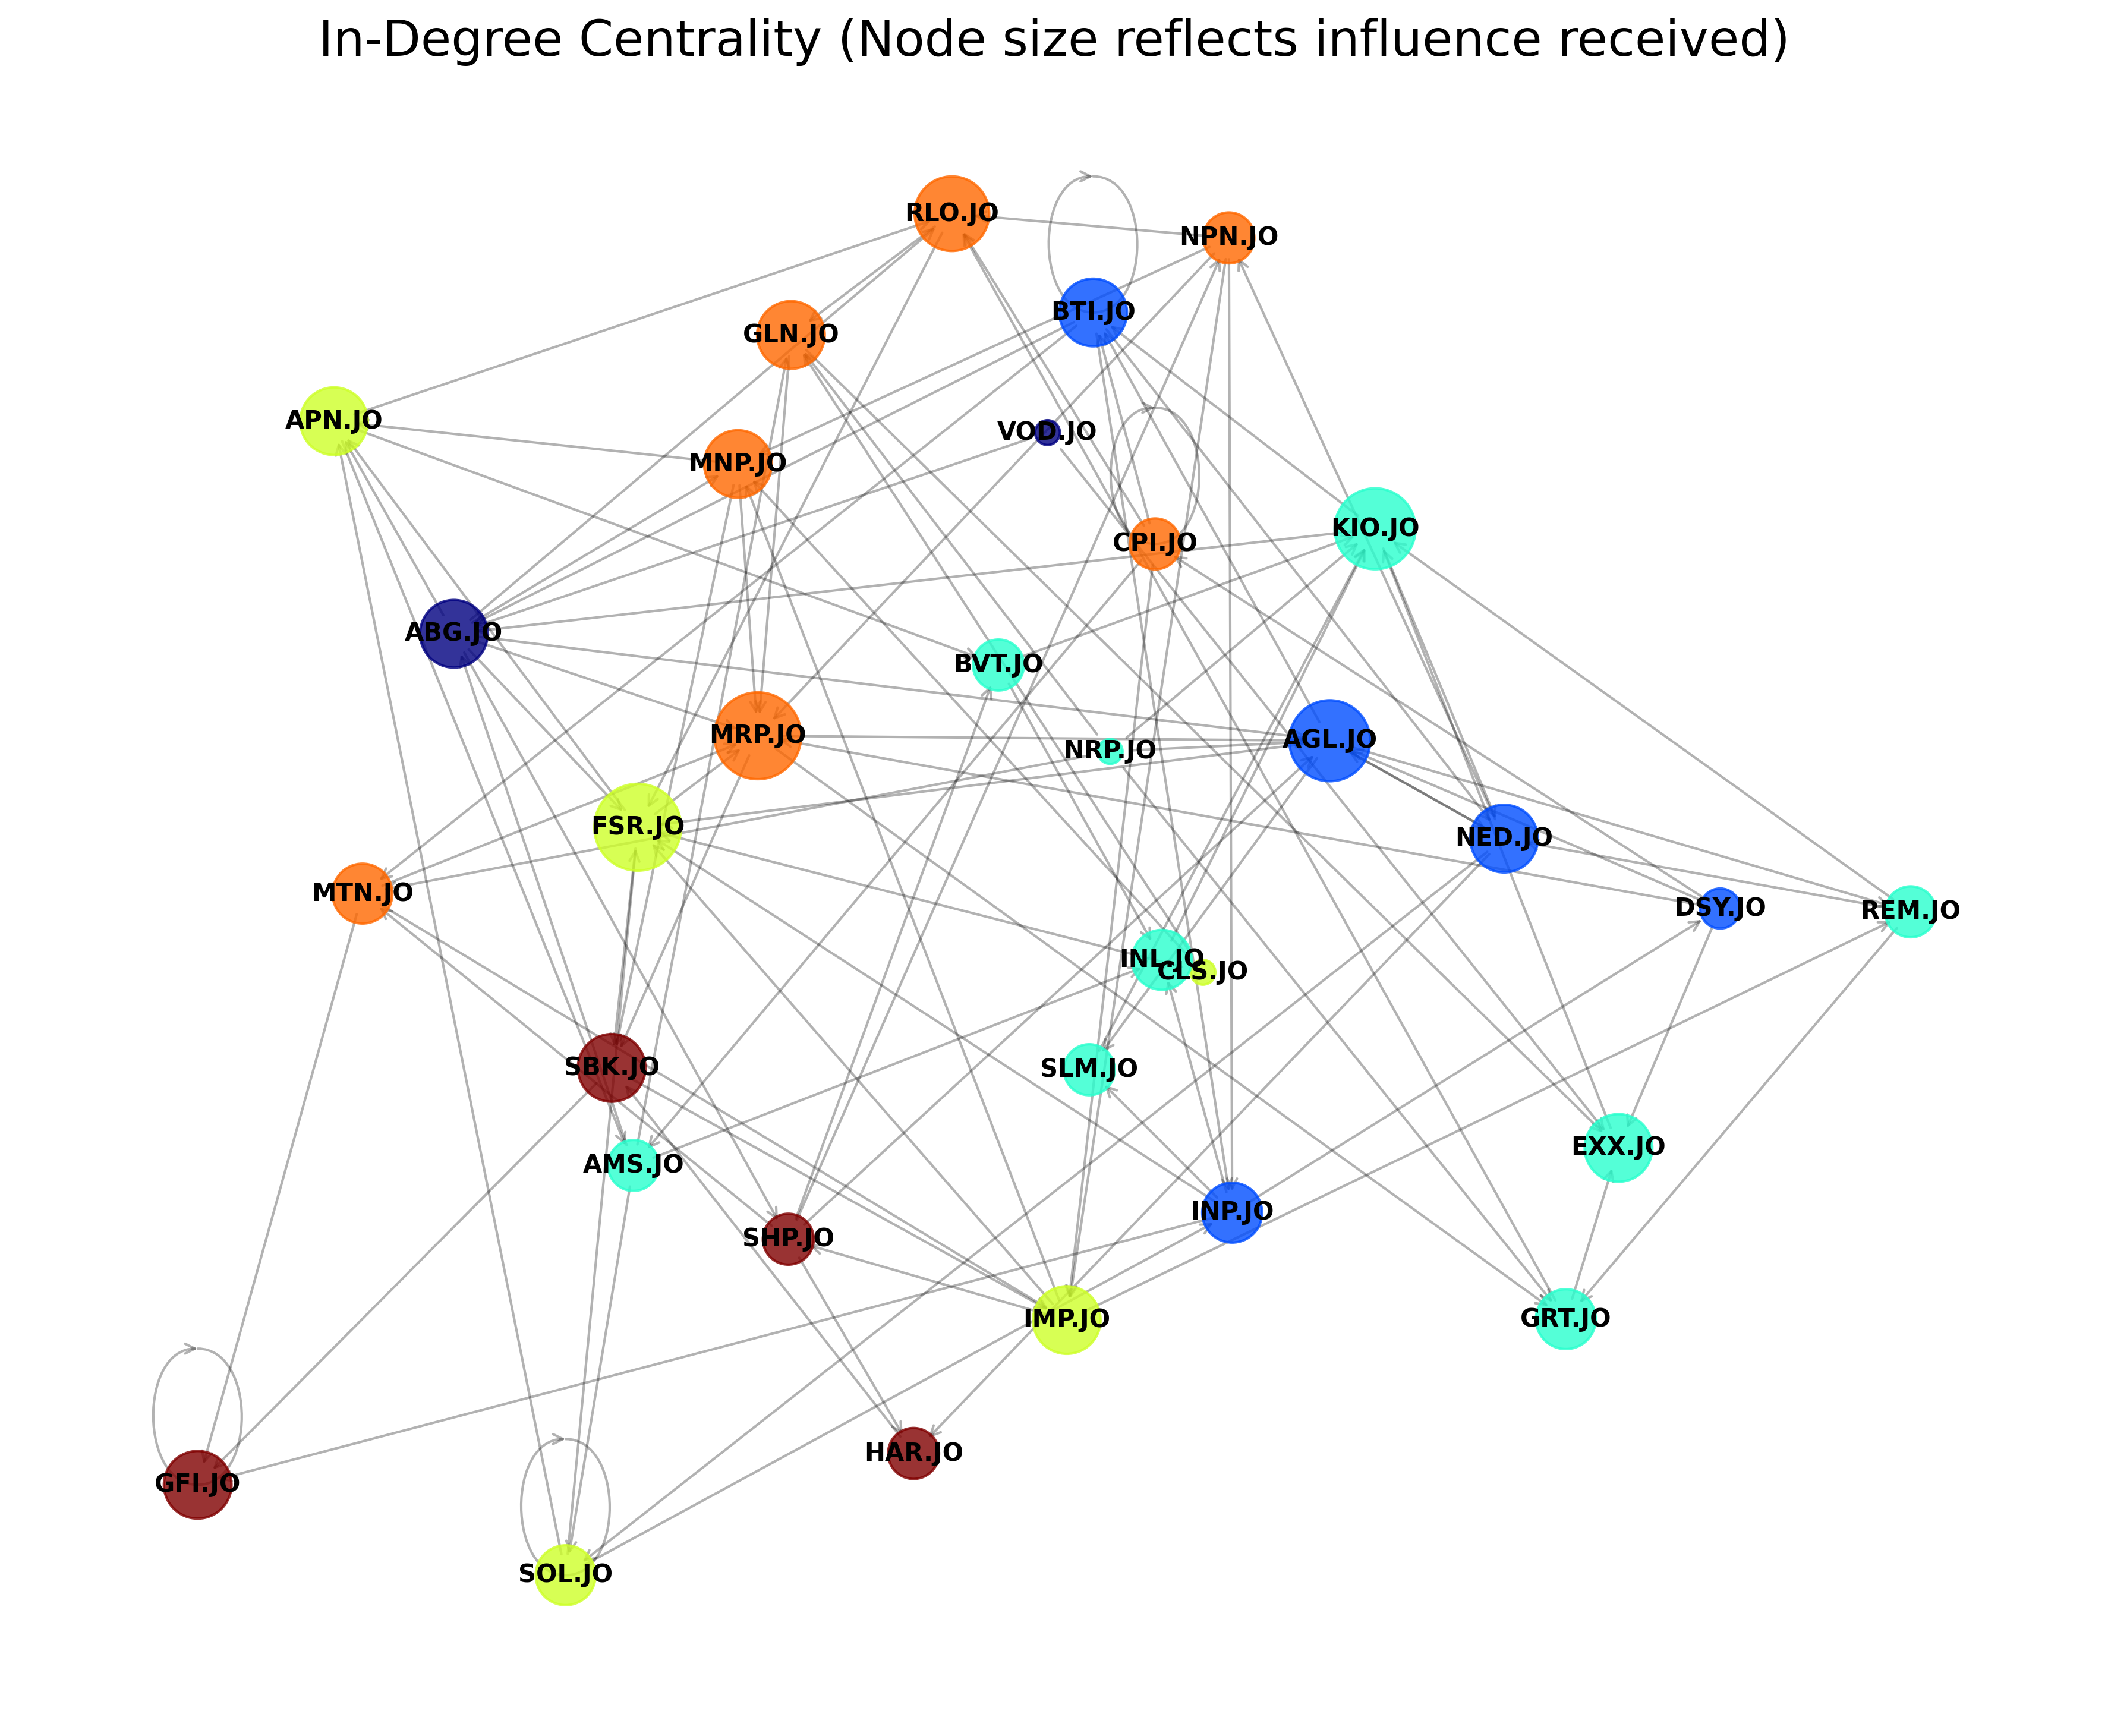 In-Degree Centrality (Node size reflects influence received)
RLO.JO
NPN.JO
BTI.JO
GLN.JO
APN.JO
VOD.JO
MNP.JO
KIO.JO
CPI.JO
ABG.JO
BVT.JO
MRP.JO
NRP.JO
AGL.JO
FSR.JO
NED.JO
MTN.JO
DSY.JO
REM.JO
INL.JO
CLS.JO
SBK.JO
SLM.JO
EXX.JO
AMS.JO
INP.JO
SHP.JO
IMP.JO
GRT.JO
HAR.JO
GFI.JO
SOL.JO